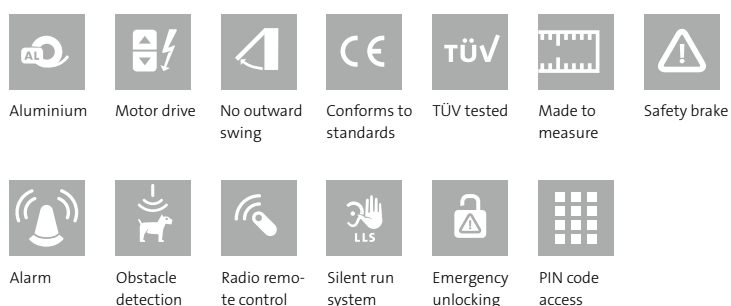 AL
CE
TÜV
Aluminium
Motor drive
No outward
swing
Conforms to
standards
TÜV tested
Made to
measure
Safety brake
LLS
Alarm
Obstacle
detection
Radio remo-
te control
Silent run
system
Emergency
unlocking
PIN code
access